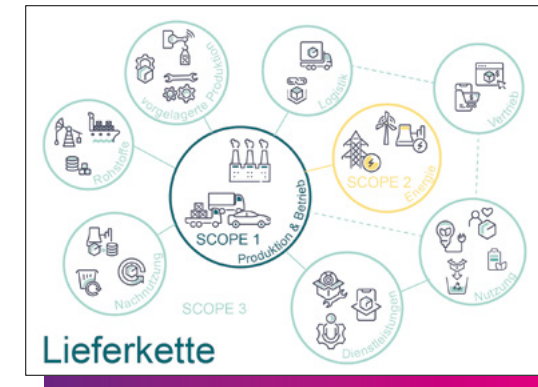 vorgelagerte Produktion
Logistik
Vertrieb
Rohstoffe
SCOPE 2
Energie
SCOPE 1
Produktion & Betrieb
Nachnutzung
SCOPE 3
Dienstleistungen
Nutzung
Lieferkette